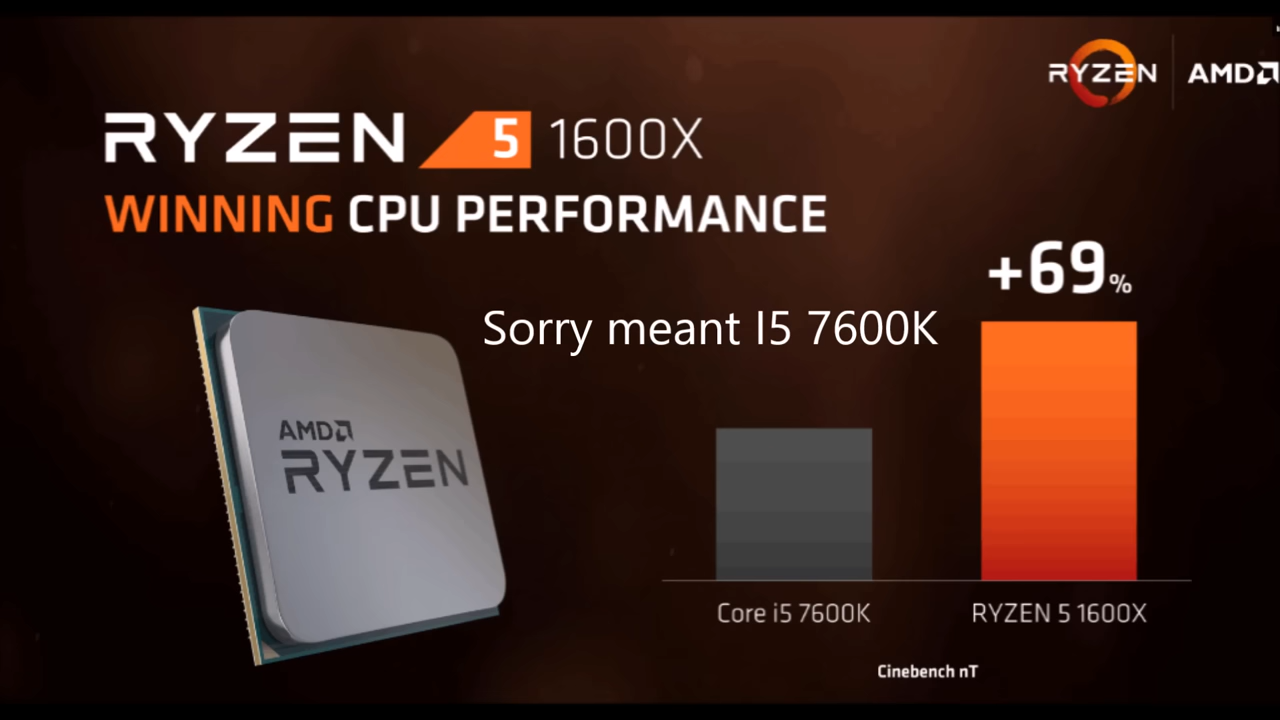 RYZEN AMD
RYZEN 5 1600X
WINNING CPU PERFORMANCE
+69%
Sorry meant I5 7600K
AMD
RYZEN
Core i5 7600K RYZEN 5 1600X
Cinebench nT